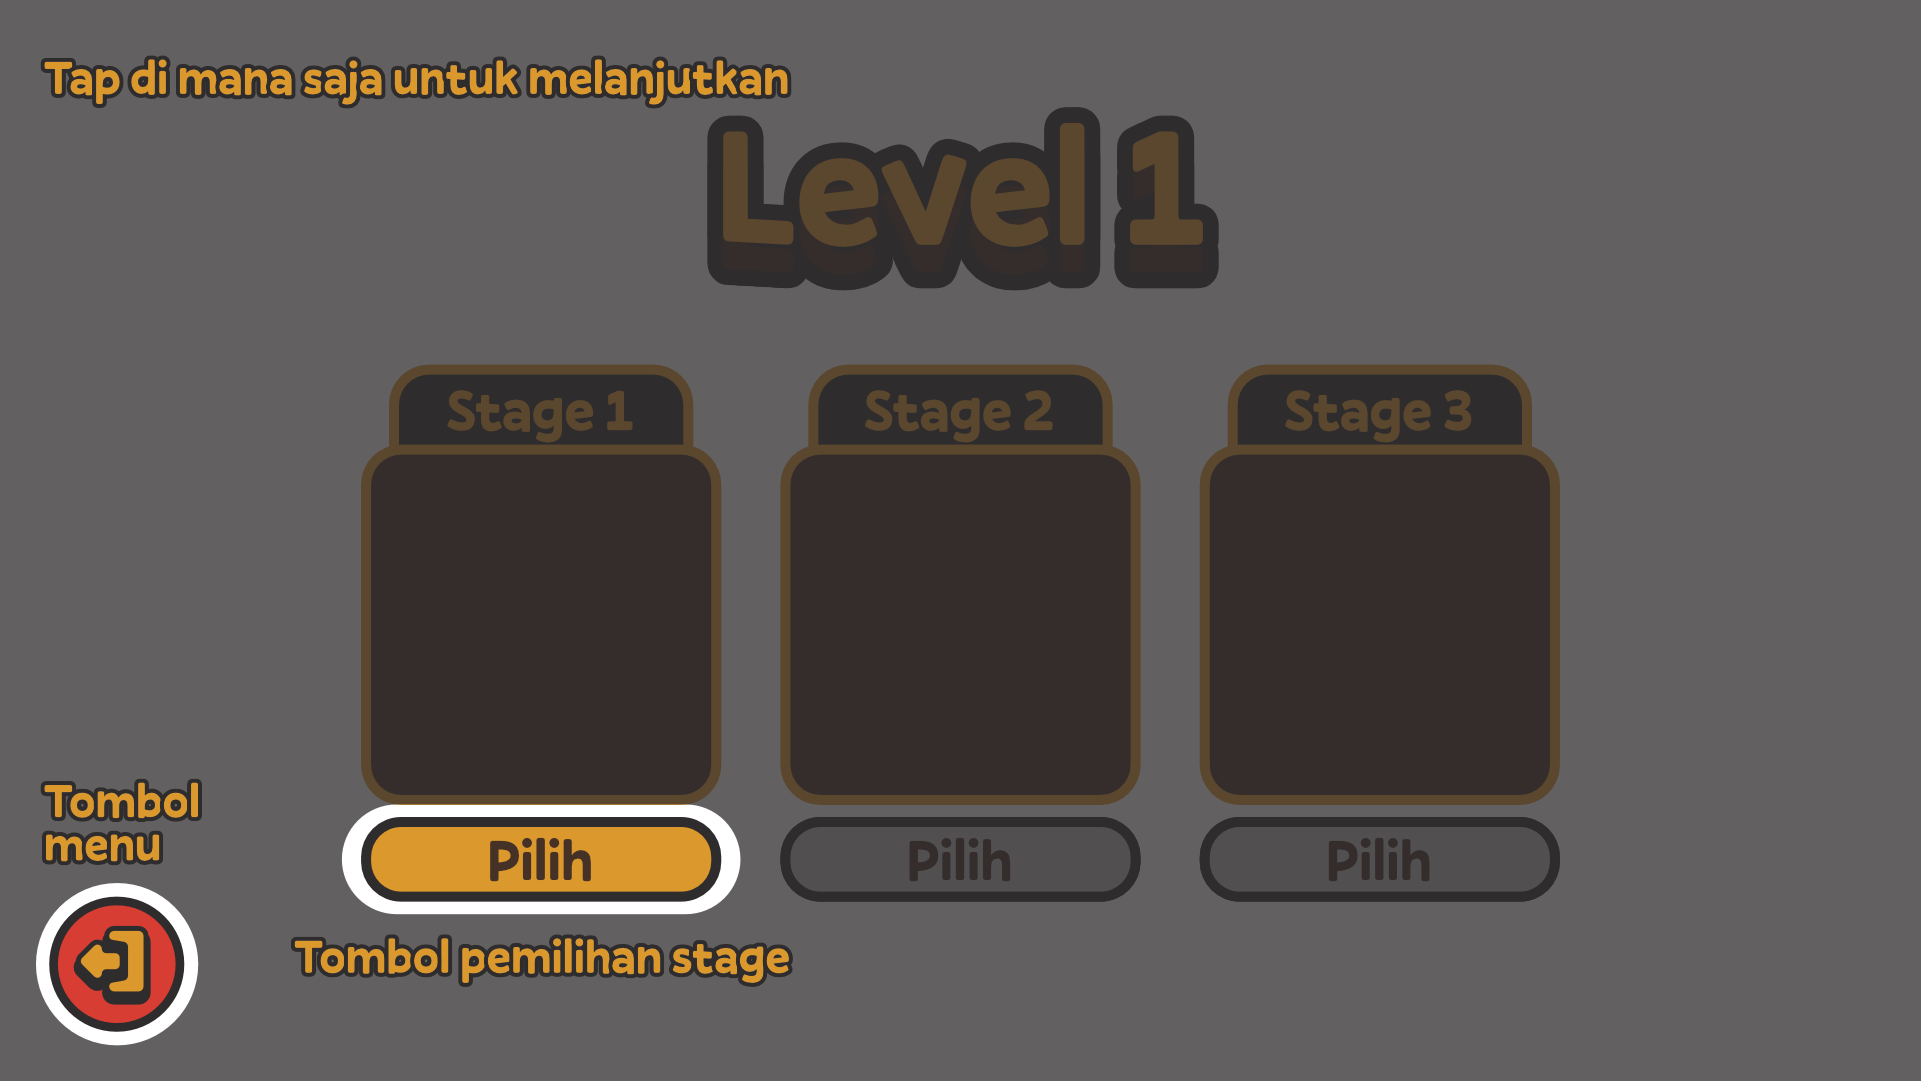 Tap di mana saja untuk melanjutkan
Level 1
Stage 1
Stage 2
Stage 3
Pilih
Pilih
Pilih
Tombol
menu
Tombol pemilihan stage